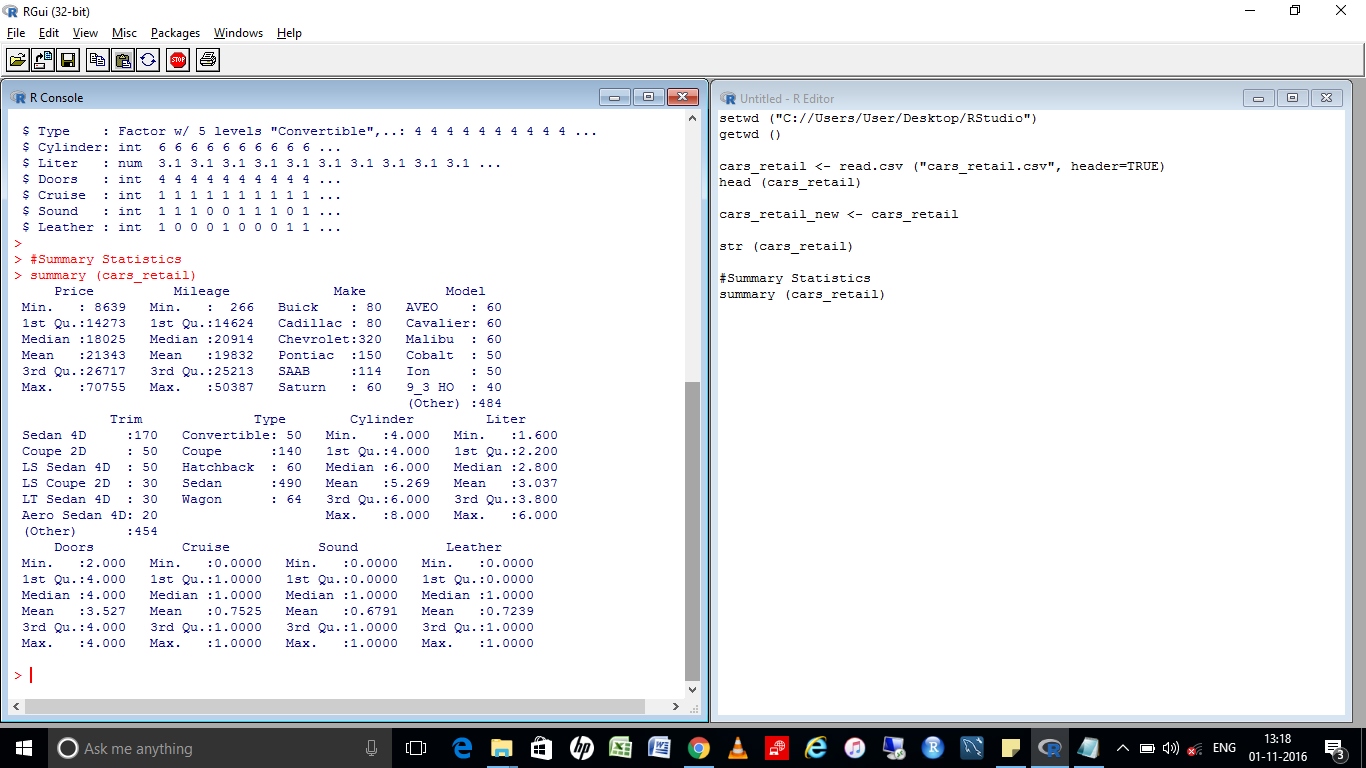 RGui (32-bit)
File Edit View Misc Packages Windows Help
STOP
R Console
 $ Type    : Factor w/ 5 levels "Convertible",..: 4 4 4 4 4 4 4 4 4 4 ...
 $ Cylinder: int  6 6 6 6 6 6 6 6 6 6 ...
 $ Liter   : num  3.1 3.1 3.1 3.1 3.1 3.1 3.1 3.1 3.1 3.1 ...
 $ Doors   : int  4 4 4 4 4 4 4 4 4 4 ...
 $ Cruise  : int  1 1 1 1 1 1 1 1 1 1 ...
 $ Sound   : int  1 1 1 0 0 1 1 1 0 1 ...
 $ Leather : int  1 0 0 0 1 0 0 0 1 1 ...
>
> #Summary Statistics
> summary (cars_retail)
     Price          Mileage             Make          Model
 Min.   : 8639   Min.   :  266   Buick    : 80   AVEO    : 60
 1st Qu.:14273   1st Qu.:14624   Cadillac : 80   Cavalier: 60
 Median :18025   Median :20914   Chevrolet:320   Malibu  : 60
 Mean   :21343   Mean   :19832   Pontiac  :150   Cobalt  : 50
 3rd Qu.:26717   3rd Qu.:25213   SAAB     :114   Ion     : 50
 Max.   :70755   Max.   :50387   Saturn   : 60   9_3 HO  : 40
                                                 (Other) :484
            Trim              Type        Cylinder         Liter
 Sedan 4D     :170   Convertible: 50   Min.   :4.000   Min.   :1.600
 Coupe 2D     : 50   Coupe      :140   1st Qu.:4.000   1st Qu.:2.200
 LS Sedan 4D  : 50   Hatchback  : 60   Median :6.000   Median :2.800
 LS Coupe 2D  : 30   Sedan      :490   Mean   :5.269   Mean   :3.037
 LT Sedan 4D  : 30   Wagon      : 64   3rd Qu.:6.000   3rd Qu.:3.800
 Aero Sedan 4D: 20                     Max.   :8.000   Max.   :6.000
 (Other)      :454
     Doors           Cruise           Sound           Leather
 Min.   :2.000   Min.   :0.0000   Min.   :0.0000   Min.   :0.0000
 1st Qu.:4.000   1st Qu.:1.0000   1st Qu.:0.0000   1st Qu.:0.0000
 Median :4.000   Median :1.0000   Median :1.0000   Median :1.0000
 Mean   :3.527   Mean   :0.7525   Mean   :0.6791   Mean   :0.7239
 3rd Qu.:4.000   3rd Qu.:1.0000   3rd Qu.:1.0000   3rd Qu.:1.0000
 Max.   :4.000   Max.   :1.0000   Max.   :1.0000   Max.   :1.0000
>
Untitled - R Editor
setwd ("C://Users/User/Desktop/RStudio")
getwd ()
cars_retail <- read.csv ("cars_retail.csv", header=TRUE)
head (cars_retail)
cars_retail_new <- cars_retail
str (cars_retail)
#Summary Statistics
summary (cars_retail)
Ask me anything
ENG
13:18
01-11-2016
3